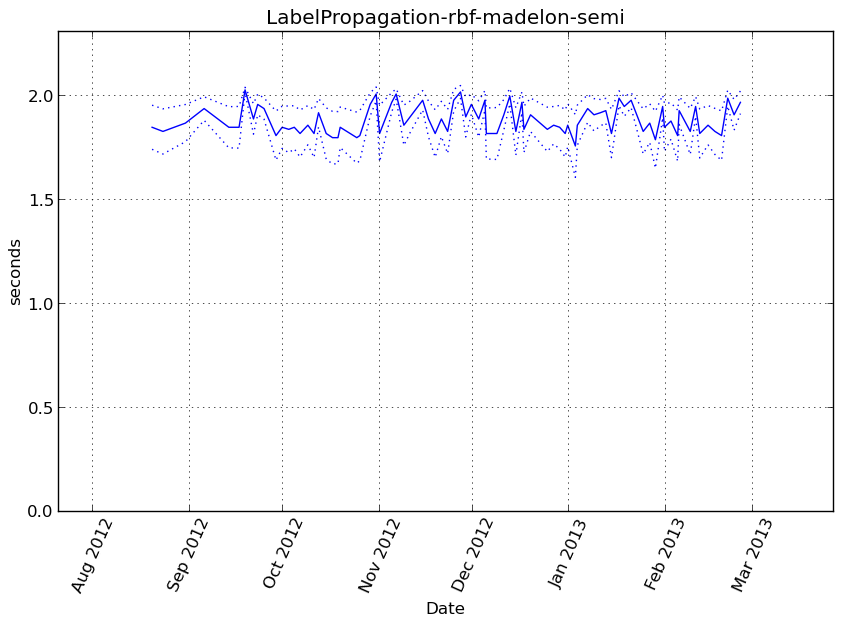 LabelPropagation-rbf-madelon-semi
2.0
1.5
1.0
0.5
0.0
seconds
Aug 2012
Sep 2012
Oct 2012
Nov 2012
Dec 2012
Jan 2013
Feb 2013
Mar 2013
Date